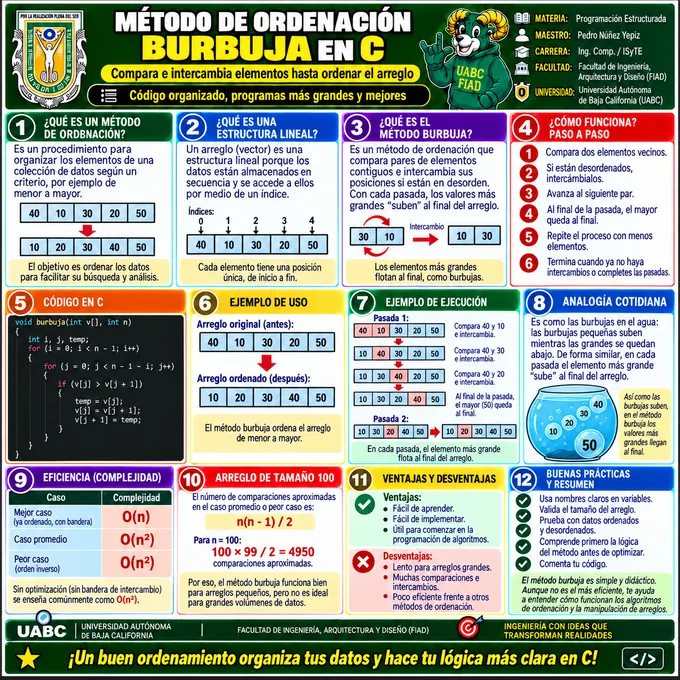 POR LA REALIZACIÓN PLENA DEL SER
MÉTODO DE ORDENACIÓN
BURBUJA EN C
Compara e intercambia elementos hasta ordenar el arreglo
Código organizado, programas más grandes y mejores
UABC
FIAD
MATERIA: Programación Estructurada
MAESTRO: Pedro Núñez Yepiz
CARRERA: Ing. Comp. / ISyTE
FACULTAD: Facultad de Ingeniería,
Arquitectura y Diseño (FIAD)
UNIVERSIDAD: Universidad Autónoma
de Baja California (UABC)
1 ¿QUÉ ES UN MÉTODO
DE ORDENACIÓN?
Es un procedimiento para
organizar los elementos de una
colección de datos según un
criterio, por ejemplo de
menor a mayor.
40 10 30 20 50
10 20 30 40 50
El objetivo es ordenar los datos
para facilitar su búsqueda y análisis.
2 ¿QUÉ ES UNA
ESTRUCTURA LINEAL?
Un arreglo (vector) es una
estructura lineal porque los
datos están almacenados en
secuencia y se accede a ellos
por medio de un índice.
Índices:
0 1 2 3 4
40 10 30 20 50
Cada elemento tiene una posición
única, de inicio a fin.
3 ¿QUÉ ES EL
MÉTODO BURBUJA?
Es un método de ordenación que
compara pares de elementos
contiguos e intercambia sus
posiciones si están en desorden.
Con cada pasada, los valores más
grandes “suben” al final del arreglo.
30 10 Intercambio 10 30
Los elementos más grandes
flotan al final, como burbujas.
4 ¿CÓMO FUNCIONA?
PASO A PASO
1 Compara dos elementos vecinos.
2 Si están desordenados,
intercámbialos.
3 Avanza al siguiente par.
4 Al final de la pasada, el mayor
queda al final.
5 Repite el proceso con menos
elementos.
6 Termina cuando ya no haya
intercambios o completes las pasadas.
5 CÓDIGO EN C
void burbuja(int v[], int n)
{
int i, j, temp;
for (i = 0; i < n - 1; i++)
{
for (j = 0; j < n - 1 - i; j++)
{
if (v[j] > v[j + 1])
{
temp = v[j];
v[j] = v[j + 1];
v[j + 1] = temp;
}
}
}
}
6 EJEMPLO DE USO
Arreglo original (antes):
40 10 30 20 50
Arreglo ordenado (después):
10 20 30 40 50
El método burbuja ordena el arreglo
de menor a mayor.
7 EJEMPLO DE EJECUCIÓN
Pasada 1:
40 10 30 20 50 Compara 40 y 10
e intercambia.
10 40 30 20 50 Compara 40 y 30
e intercambia.
10 30 40 20 50 Compara 40 y 20
e intercambia.
10 30 20 40 50 Al final de la pasada,
el mayor (50) queda
al final.
Pasada 2:
10 30 20 40 50 10 20 30 40 50
En cada pasada, el elemento más grande
flota al final del arreglo.
8 ANALOGÍA COTIDIANA
Es como las burbujas en el agua:
las burbujas pequeñas suben
mientras las grandes se quedan
abajo. De forma similar, en cada
pasada el elemento más grande
“sube” al final del arreglo.
40
30
20
10
50
Así como las
burbujas suben,
en el método
burbuja los
valores más
grandes llegan
al final.
9 EFICIENCIA (COMPLEJIDAD)
Caso Complejidad
Mejor caso
(ya ordenado, con bandera) O(n)
Caso promedio O(n²)
Peor caso
(orden inverso) O(n²)
Sin optimización (sin bandera de intercambio)
se enseña comúnmente como O(n²).
10 ARREGLO DE TAMAÑO 100
El número de comparaciones aproximadas
en el caso promedio o peor caso es:
n(n - 1) / 2
Para n = 100:
100 × 99 / 2 = 4950
comparaciones aproximadas.
Por eso, el método burbuja funciona bien
para arreglos pequeños, pero no es ideal
para grandes volúmenes de datos.
11 VENTAJAS Y DESVENTAJAS
Ventajas:
• Fácil de aprender.
• Fácil de implementar.
• Útil para comenzar en la
programación de algoritmos.
Desventajas:
• Lento para arreglos grandes.
• Muchas comparaciones e
intercambios.
• Poco eficiente frente a otros
métodos de ordenación.
12 BUENAS PRÁCTICAS
Y RESUMEN
Usa nombres claros en variables.
Valida el tamaño del arreglo.
Prueba con datos ordenados
y desordenados.
Comprende primero la lógica
del método antes de optimizar.
Comenta tu código.
El método burbuja es simple y didáctico.
Aunque no es el más eficiente, te ayuda
a entender cómo funcionan los algoritmos
de ordenación y la manipulación de arreglos.
UABC
UNIVERSIDAD AUTÓNOMA
DE BAJA CALIFORNIA
FACULTAD DE INGENIERÍA, ARQUITECTURA Y DISEÑO (FIAD)
INGENIERÍA CON IDEAS QUE
TRANSFORMAN REALIDADES
¡Un buen ordenamiento organiza tus datos y hace tu lógica más clara en C!
</>